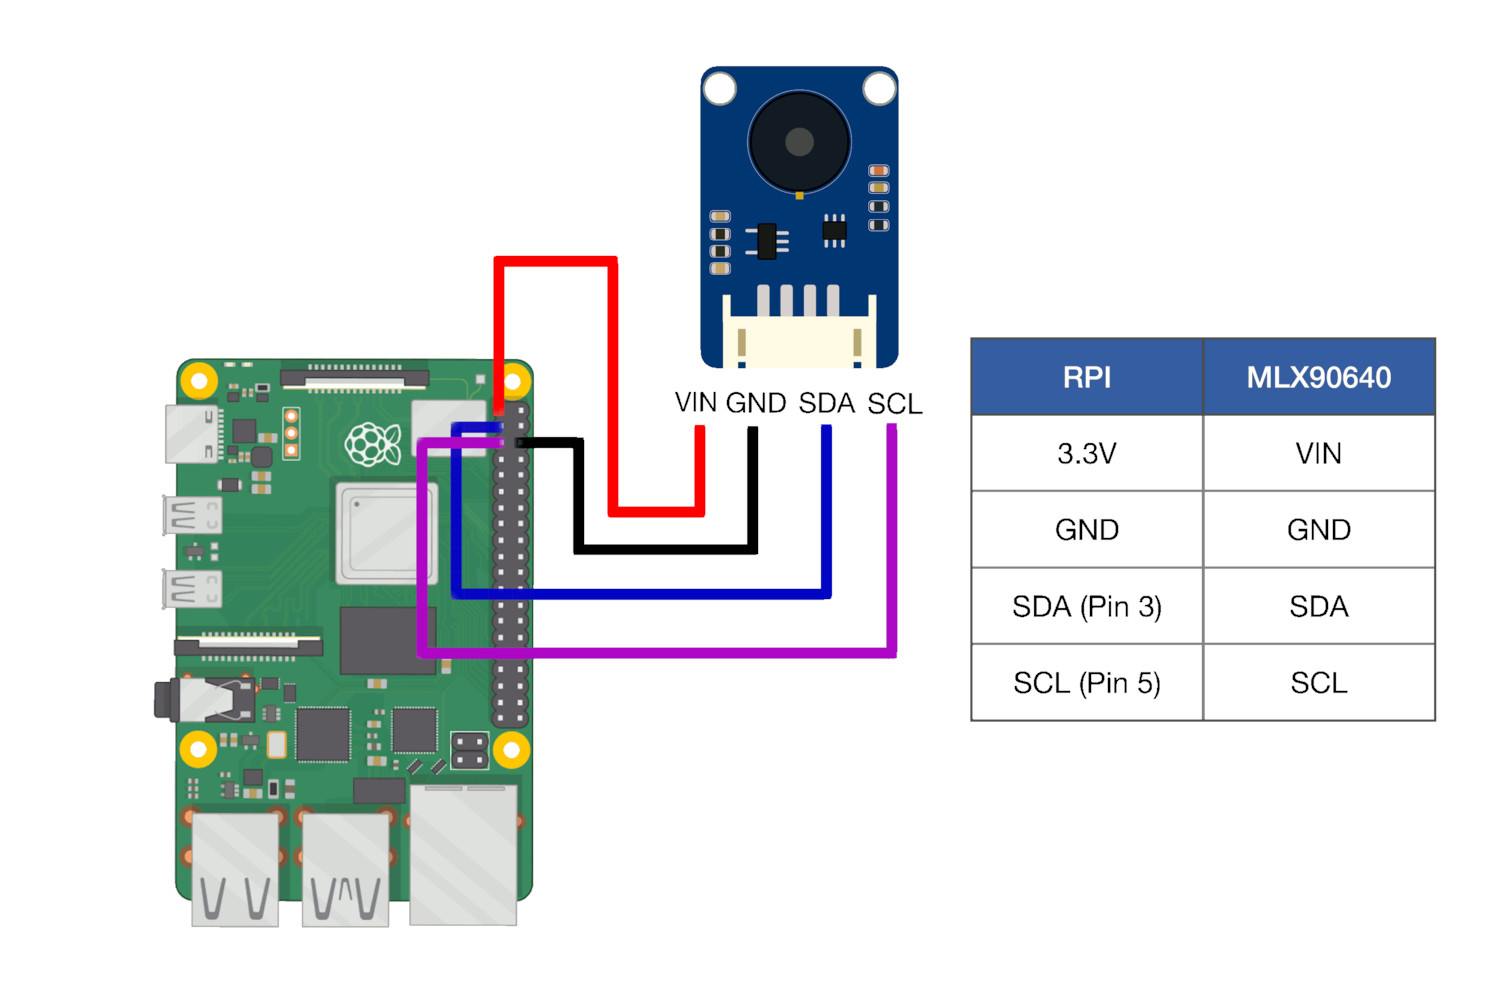 VIN GND SDA SCL
RPI MLX90640
3.3V VIN
GND GND
SDA (Pin 3) SDA
SCL (Pin 5) SCL